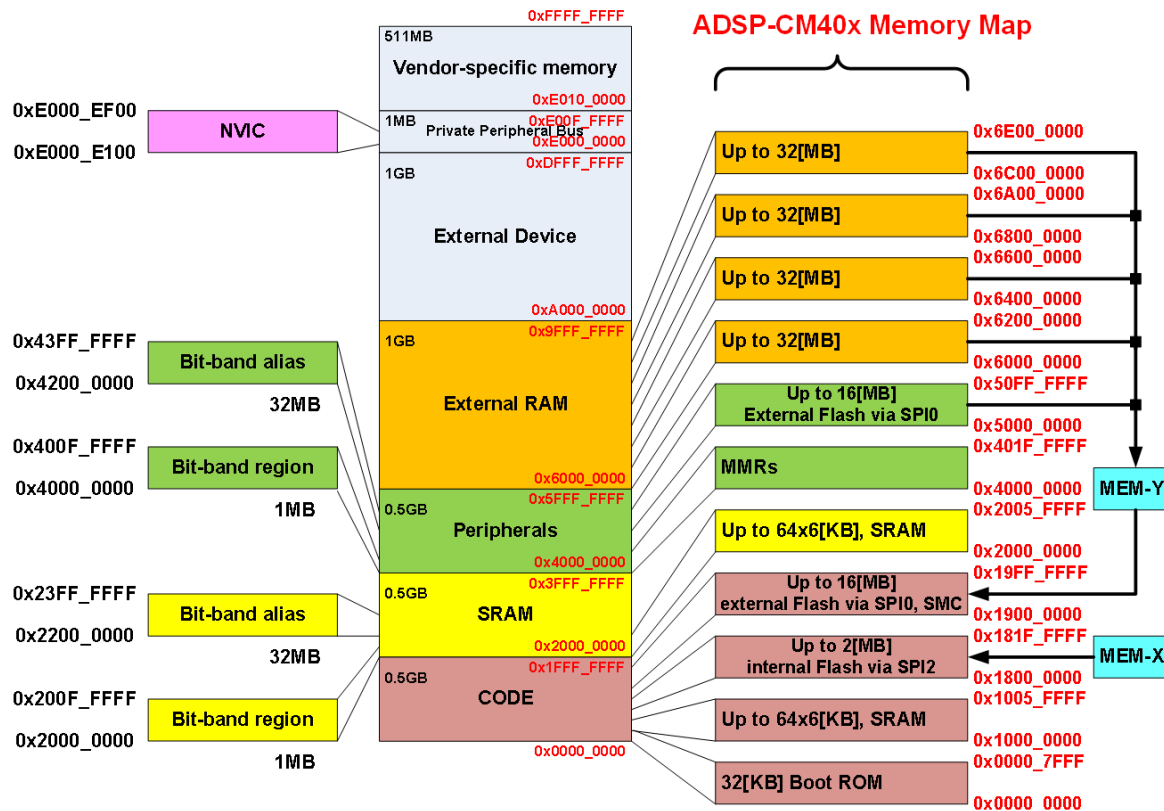 ADSP-CM40x Memory Map
0xFFFF_FFFF
511MB
Vendor-specific memory
0xE010_0000
0xE00F_FFFF
1MB
Private Peripheral Bus
0xE000_0000
0xDFFF_FFFF
1GB
External Device
0xA000_0000
0x9FFF_FFFF
1GB
External RAM
0x6000_0000
0x5FFF_FFFF
0.5GB
Peripherals
0x4000_0000
0x3FFF_FFFF
0.5GB
SRAM
0x2000_0000
0x1FFF_FFFF
0.5GB
CODE
0x0000_0000
0xE000_EF00
NVIC
0xE000_E100
0x43FF_FFFF
Bit-band alias
0x4200_0000
32MB
0x400F_FFFF
Bit-band region
0x4000_0000
1MB
0x23FF_FFFF
Bit-band alias
0x2200_0000
32MB
0x200F_FFFF
Bit-band region
0x2000_0000
1MB
0x6E00_0000
Up to 32[MB]
0x6C00_0000
0x6A00_0000
Up to 32[MB]
0x6800_0000
0x6600_0000
Up to 32[MB]
0x6400_0000
0x6200_0000
Up to 32[MB]
0x6000_0000
0x50FF_FFFF
Up to 16[MB]
External Flash via SPI0
0x5000_0000
0x401F_FFFF
MMRs
0x4000_0000
0x2005_FFFF
Up to 64x6[KB], SRAM
0x2000_0000
0x19FF_FFFF
Up to 16[MB]
external Flash via SPI0, SMC
0x1900_0000
0x181F_FFFF
Up to 2[MB]
internal Flash via SPI2
0x1800_0000
0x1005_FFFF
Up to 64x6[KB], SRAM
0x1000_0000
0x0000_7FFF
32[KB] Boot ROM
0x0000_0000
MEM-Y
MEM-X